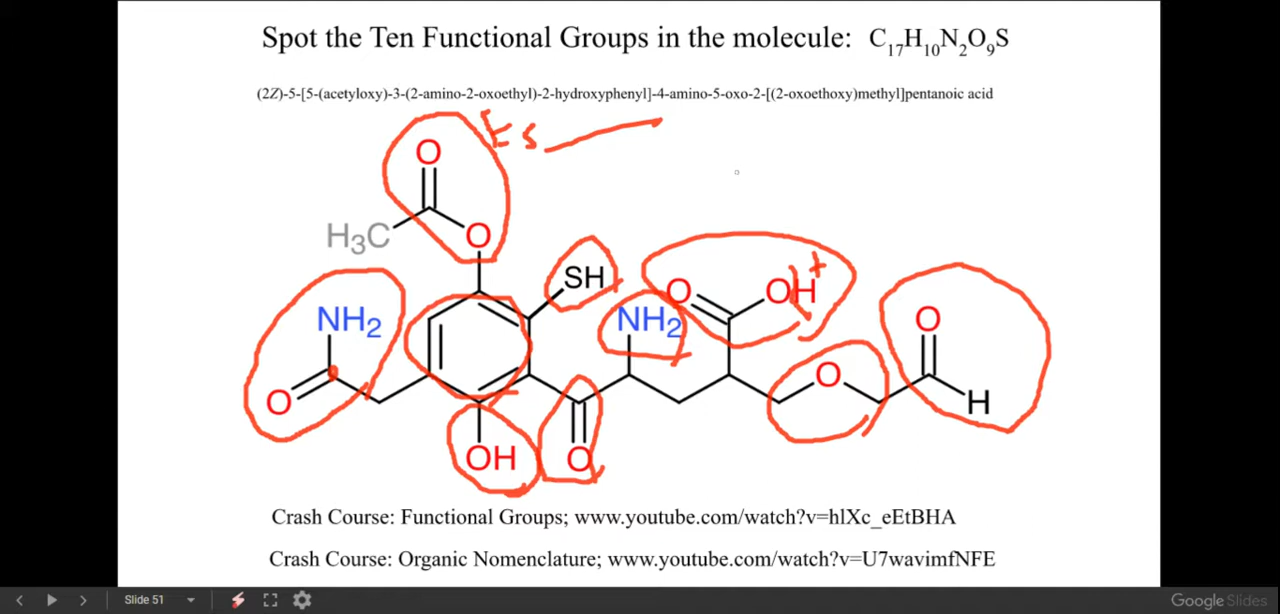 Spot the Ten Functional Groups in the molecule: C17H10N2O9S
(2Z)-5-[5-(acetyloxy)-3-(2-amino-2-oxoethyl)-2-hydroxyphenyl]-4-amino-5-oxo-2-[(2-oxoethoxy)methyl]pentanoic acid
Es
O
H3C
O
SH
O
OH
+
NH2
NH2
O
O
O
H
OH
O
Crash Course: Functional Groups; www.youtube.com/watch?v=hlXc_eEtBHA
Crash Course: Organic Nomenclature; www.youtube.com/watch?v=U7wavimfNFE
Slide 51
Google Slides